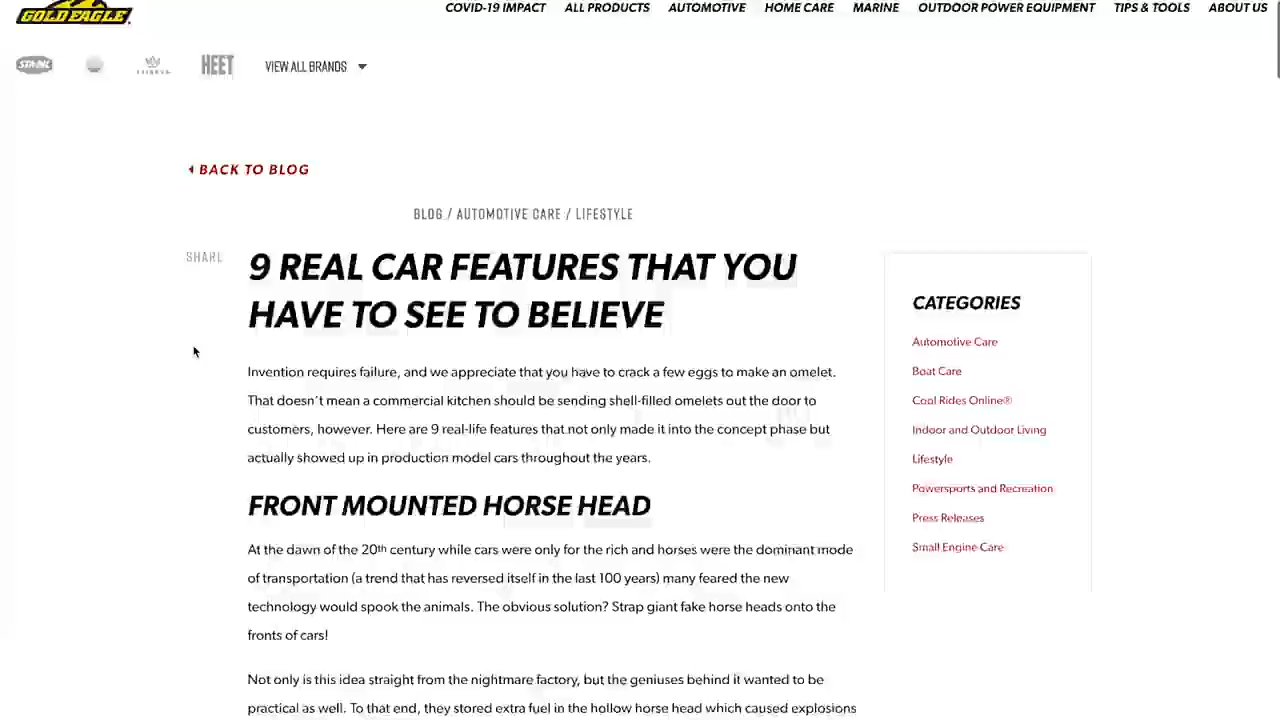 GOLD EAGLE
COVID-19 IMPACT ALL PRODUCTS AUTOMOTIVE HOME CARE MARINE OUTDOOR POWER EQUIPMENT TIPS & TOOLS ABOUT US
STA-BIL
HEET
VIEW ALL BRANDS
BACK TO BLOG
BLOG / AUTOMOTIVE CARE / LIFESTYLE
SHARE
9 REAL CAR FEATURES THAT YOU
HAVE TO SEE TO BELIEVE
Invention requires failure, and we appreciate that you have to crack a few eggs to make an omelet.
That doesn't mean a commercial kitchen should be sending shell-filled omelets out the door to
customers, however. Here are 9 real-life features that not only made it into the concept phase but
actually showed up in production model cars throughout the years.
FRONT MOUNTED HORSE HEAD
At the dawn of the 20th century while cars were only for the rich and horses were the dominant mode
of transportation (a trend that has reversed itself in the last 100 years) many feared the new
technology would spook the animals. The obvious solution? Strap giant fake horse heads onto the
fronts of cars!
Not only is this idea straight from the nightmare factory, but the geniuses behind it wanted to be
practical as well. To that end, they stored extra fuel in the hollow horse head which caused explosions
CATEGORIES
Automotive Care
Boat Care
Cool Rides Online®
Indoor and Outdoor Living
Lifestyle
Powersports and Recreation
Press Releases
Small Engine Care